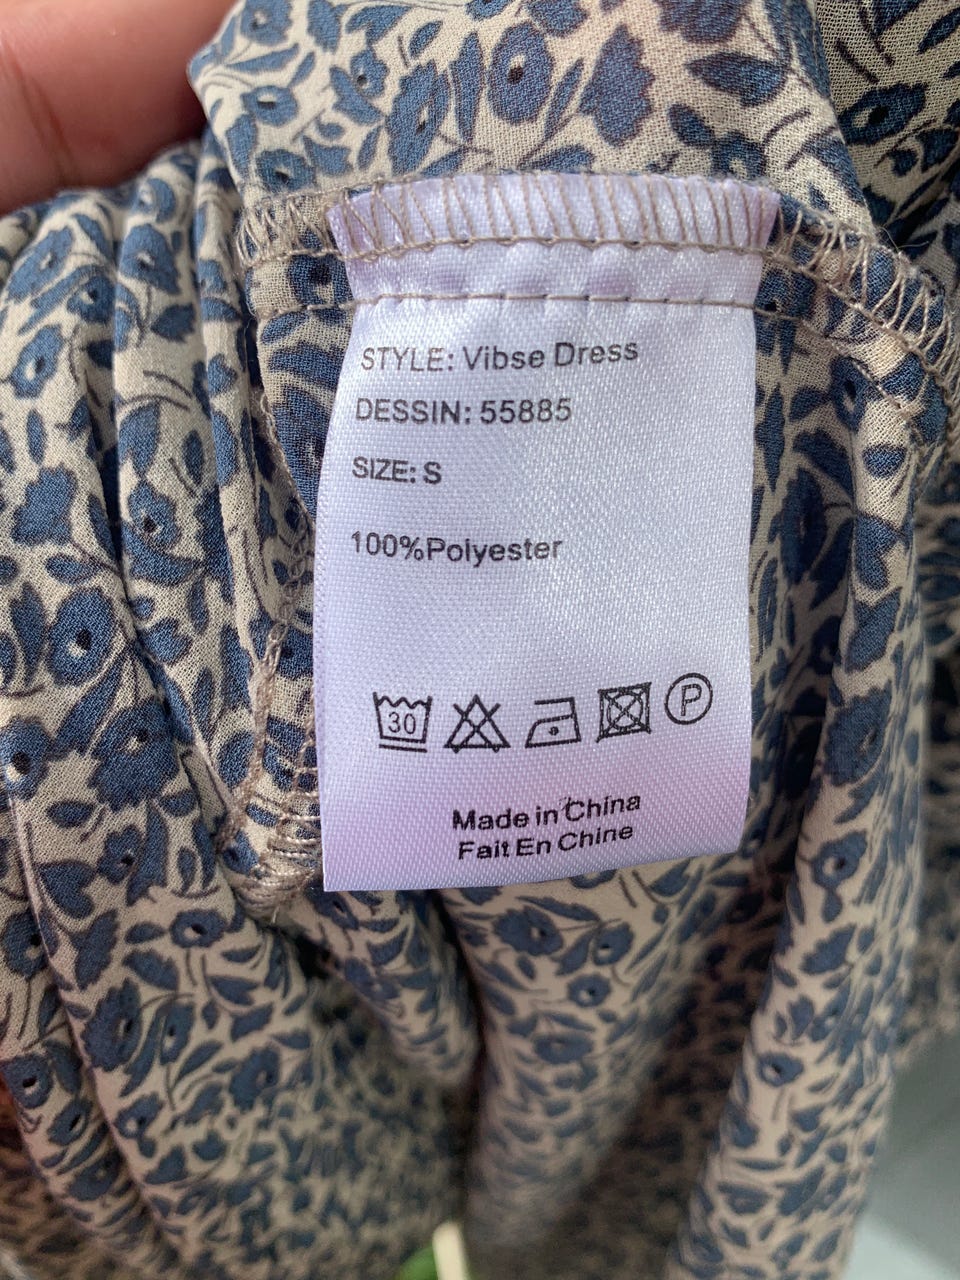 STYLE: Vibse Dress
DESSIN: 55885
SIZE: S
100%Polyester
30 P
Made in China
Fait En Chine